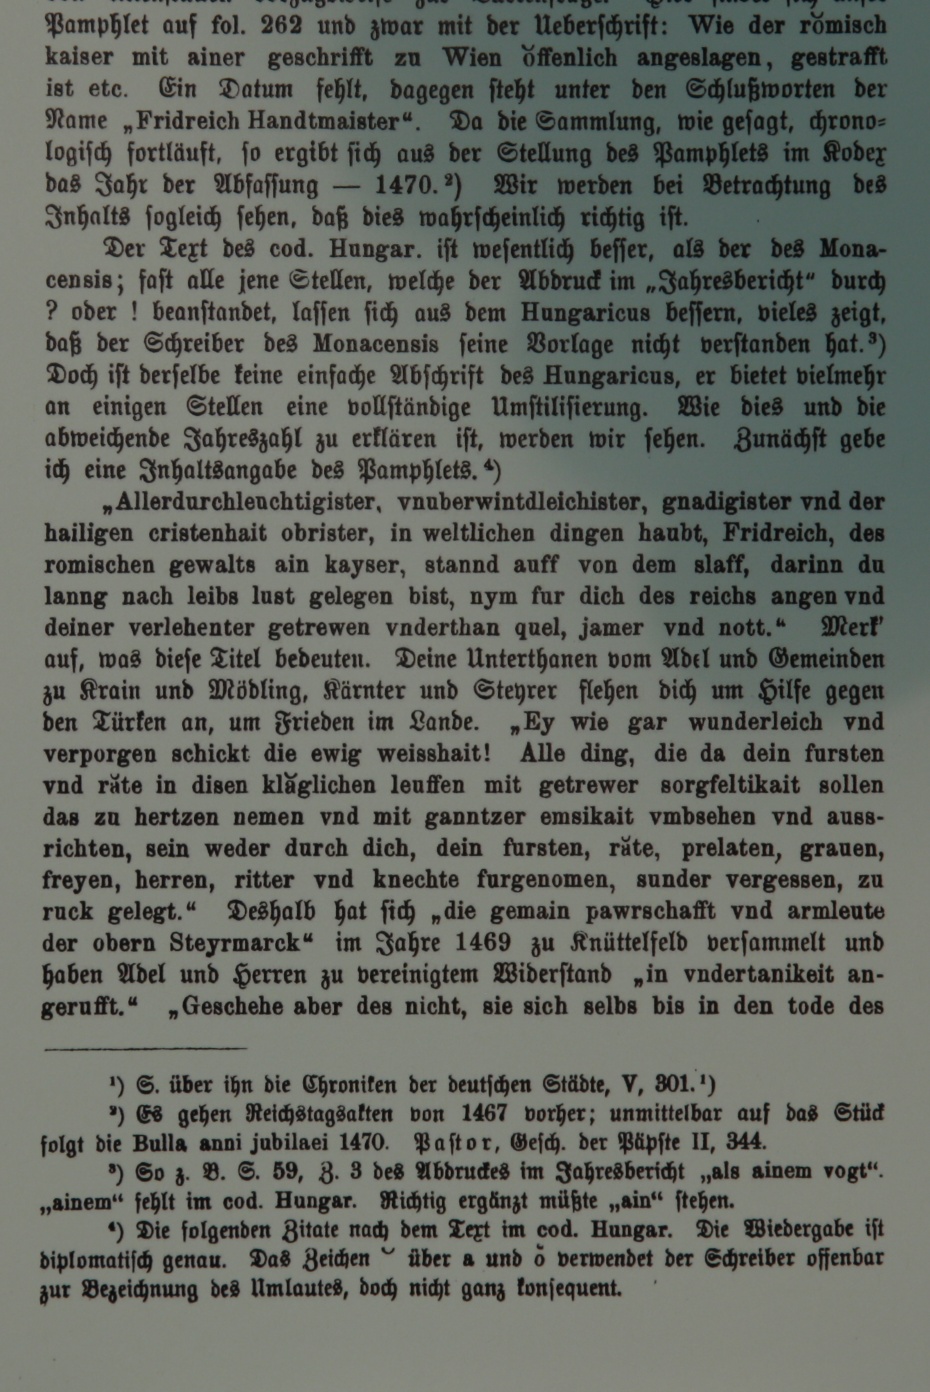 Pamphlet auf fol. 262 und zwar mit der Ueberschrift: Wie der rŏmisch
kaiser mit ainer geschrifft zu Wien ŏffenlich angeslagen, gestrafft
ist etc. Ein Datum fehlt, dagegen steht unter den Schlußworten der
Name „Fridreich Handtmaister“. Da die Sammlung, wie gesagt, chrono-
logisch fortläuft, so ergibt sich aus der Stellung des Pamphlets im Kodex
das Jahr der Abfassung — 1470.²) Wir werden bei Betrachtung des
Inhalts sogleich sehen, daß dies wahrscheinlich richtig ist.
Der Text des cod. Hungar. ist wesentlich besser, als der des Mona-
censis; fast alle jene Stellen, welche der Abdruck im „Jahresbericht“ durch
? oder ! beanstandet, lassen sich aus dem Hungaricus bessern, vieles zeigt,
daß der Schreiber des Monacensis seine Vorlage nicht verstanden hat.³)
Doch ist derselbe keine einfache Abschrift des Hungaricus, er bietet vielmehr
an einigen Stellen eine vollständige Umstilisierung. Wie dies und die
abweichende Jahreszahl zu erklären ist, werden wir sehen. Zunächst gebe
ich eine Inhaltsangabe des Pamphlets.⁴)
„Allerdurchleuchtigister, vnuberwintdleichister, gnadigister vnd der
hailigen cristenhait obrister, in weltlichen dingen haubt, Fridreich, des
romischen gewalts ain kayser, stannd auff von dem slaff, darinn du
lanng nach leibs lust gelegen bist, nym fur dich des reichs angen vnd
deiner verlehenter getrewen vnderthan quel, jamer vnd nott.“ Merk’
auf, was diese Titel bedeuten. Deine Unterthanen vom Adel und Gemeinden
zu Krain und Mödling, Kärnter und Steyrer flehen dich um Hilfe gegen
den Türken an, um Frieden im Lande. „Ey wie gar wunderleich vnd
verporgen schickt die ewig weisshait! Alle ding, die da dein fursten
vnd răte in disen klăglichen leuffen mit getrewer sorgfeltikait sollen
das zu hertzen nemen vnd mit ganntzer emsikait vmbsehen vnd auss-
richten, sein weder durch dich, dein fursten, răte, prelaten, grauen,
freyen, herren, ritter vnd knechte furgenomen, sunder vergessen, zu
ruck gelegt.“ Deshalb hat sich „die gemain pawrschafft vnd armleute
der obern Steyrmarck“ im Jahre 1469 zu Knüttelfeld versammelt und
haben Adel und Herren zu vereinigtem Widerstand „in vndertanikeit an-
gerufft.“ „Geschehe aber des nicht, sie sich selbs bis in den tode des
¹) S. über ihn die Chroniken der deutschen Städte, V, 301.¹)
²) Es gehen Reichstagsakten von 1467 vorher; unmittelbar auf das Stück
folgt die Bulla anni jubilaei 1470. Pastor, Gesch. der Päpste II, 344.
³) So z. B. S. 59, Z. 3 des Abdruckes im Jahresbericht „als ainem vogt“.
„ainem“ fehlt im cod. Hungar. Richtig ergänzt müßte „ain“ stehen.
⁴) Die folgenden Zitate nach dem Text im cod. Hungar. Die Wiedergabe ist
diplomatisch genau. Das Zeichen ˘ über a und ŏ verwendet der Schreiber offenbar
zur Bezeichnung des Umlautes, doch nicht ganz konsequent.